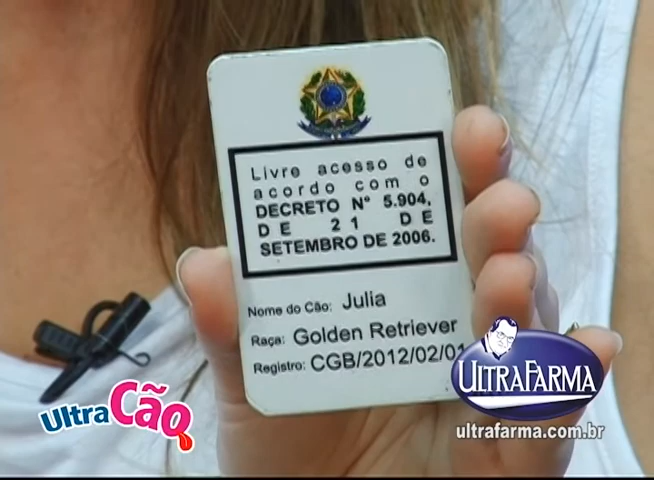 Livre acesso de
acordo com o
DECRETO Nº 5.904,
DE 21 DE
SETEMBRO DE 2006.
Nome do Cão: Julia
Raça: Golden Retriever
Registro: CGB/2012/02/01
UltraCão
ULTRAFARMA
ultrafarma.com.br